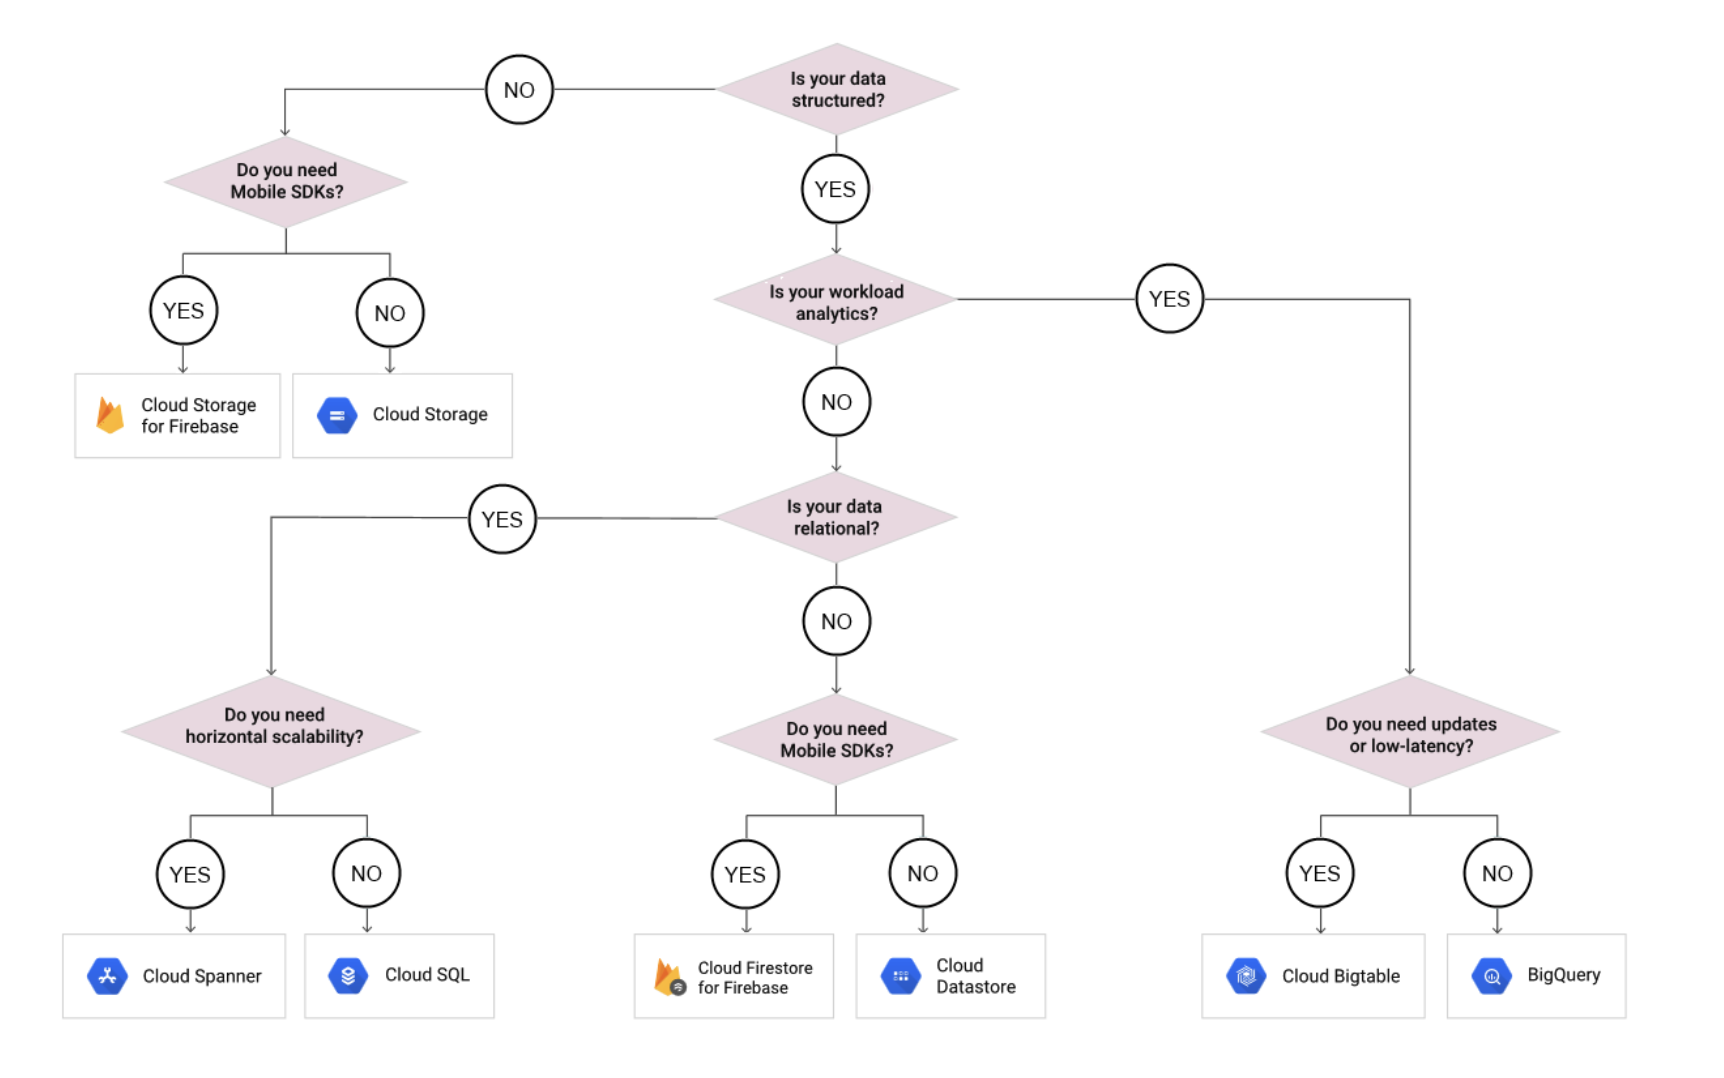 Is your data
structured?
NO
Do you need
Mobile SDKs?
YES
YES
NO
Cloud Storage
for Firebase
Cloud Storage
Is your workload
analytics?
YES
NO
Is your data
relational?
YES
NO
Do you need
horizontal scalability?
Do you need
Mobile SDKs?
Do you need updates
or low-latency?
YES
NO
YES
NO
YES
NO
Cloud Spanner
Cloud SQL
Cloud Firestore
for Firebase
Cloud
Datastore
Cloud Bigtable
BigQuery